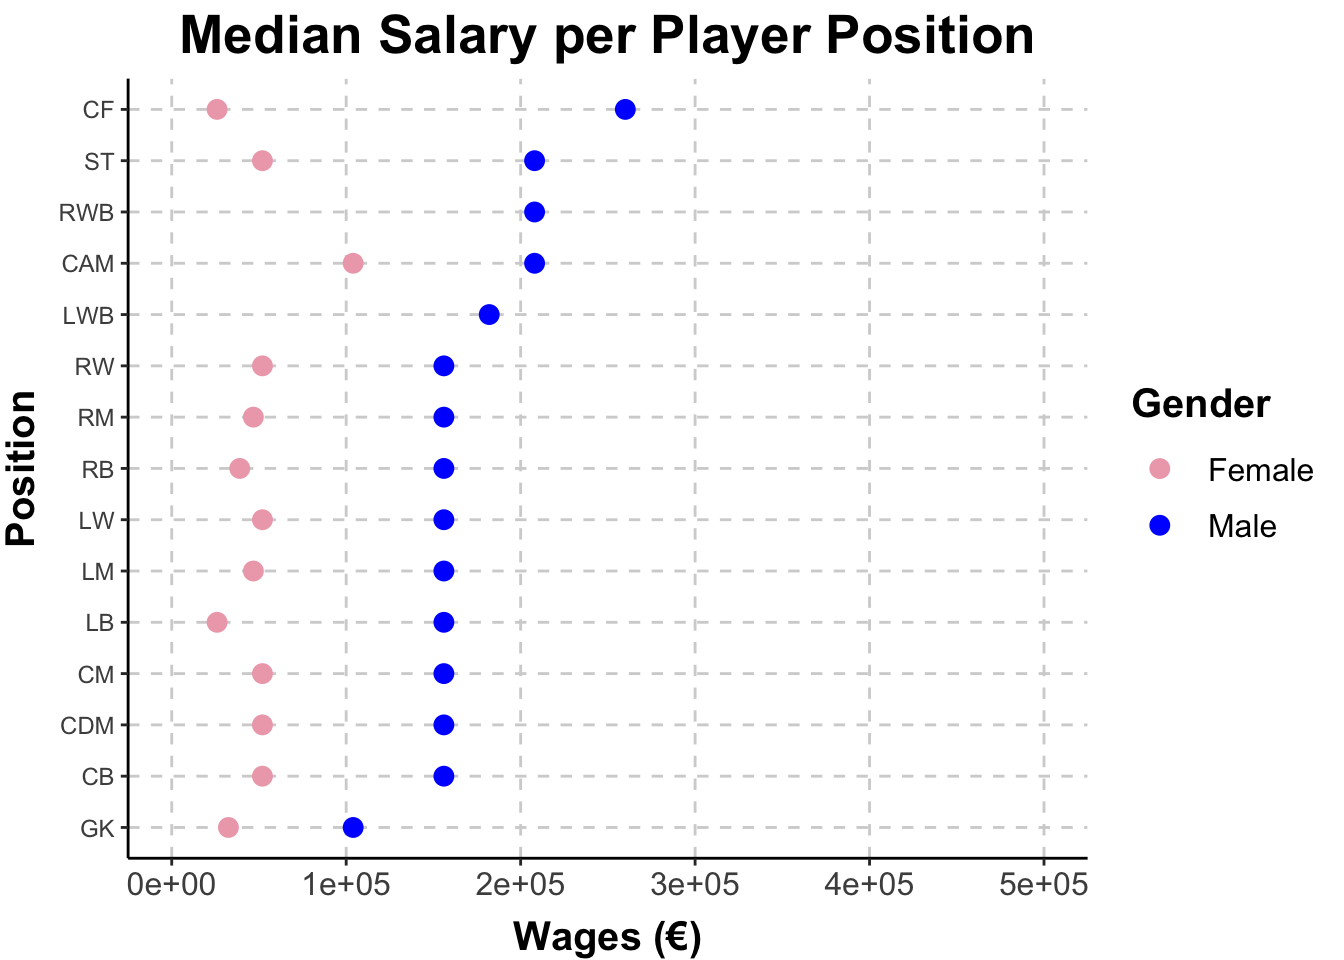 Median Salary per Player Position
CF
ST
RWB
CAM
LWB
RW
RM
RB
LW
LM
LB
CM
CDM
CB
GK
Position
0e+00 1e+05 2e+05 3e+05 4e+05 5e+05
Wages (€)
Gender
Female
Male